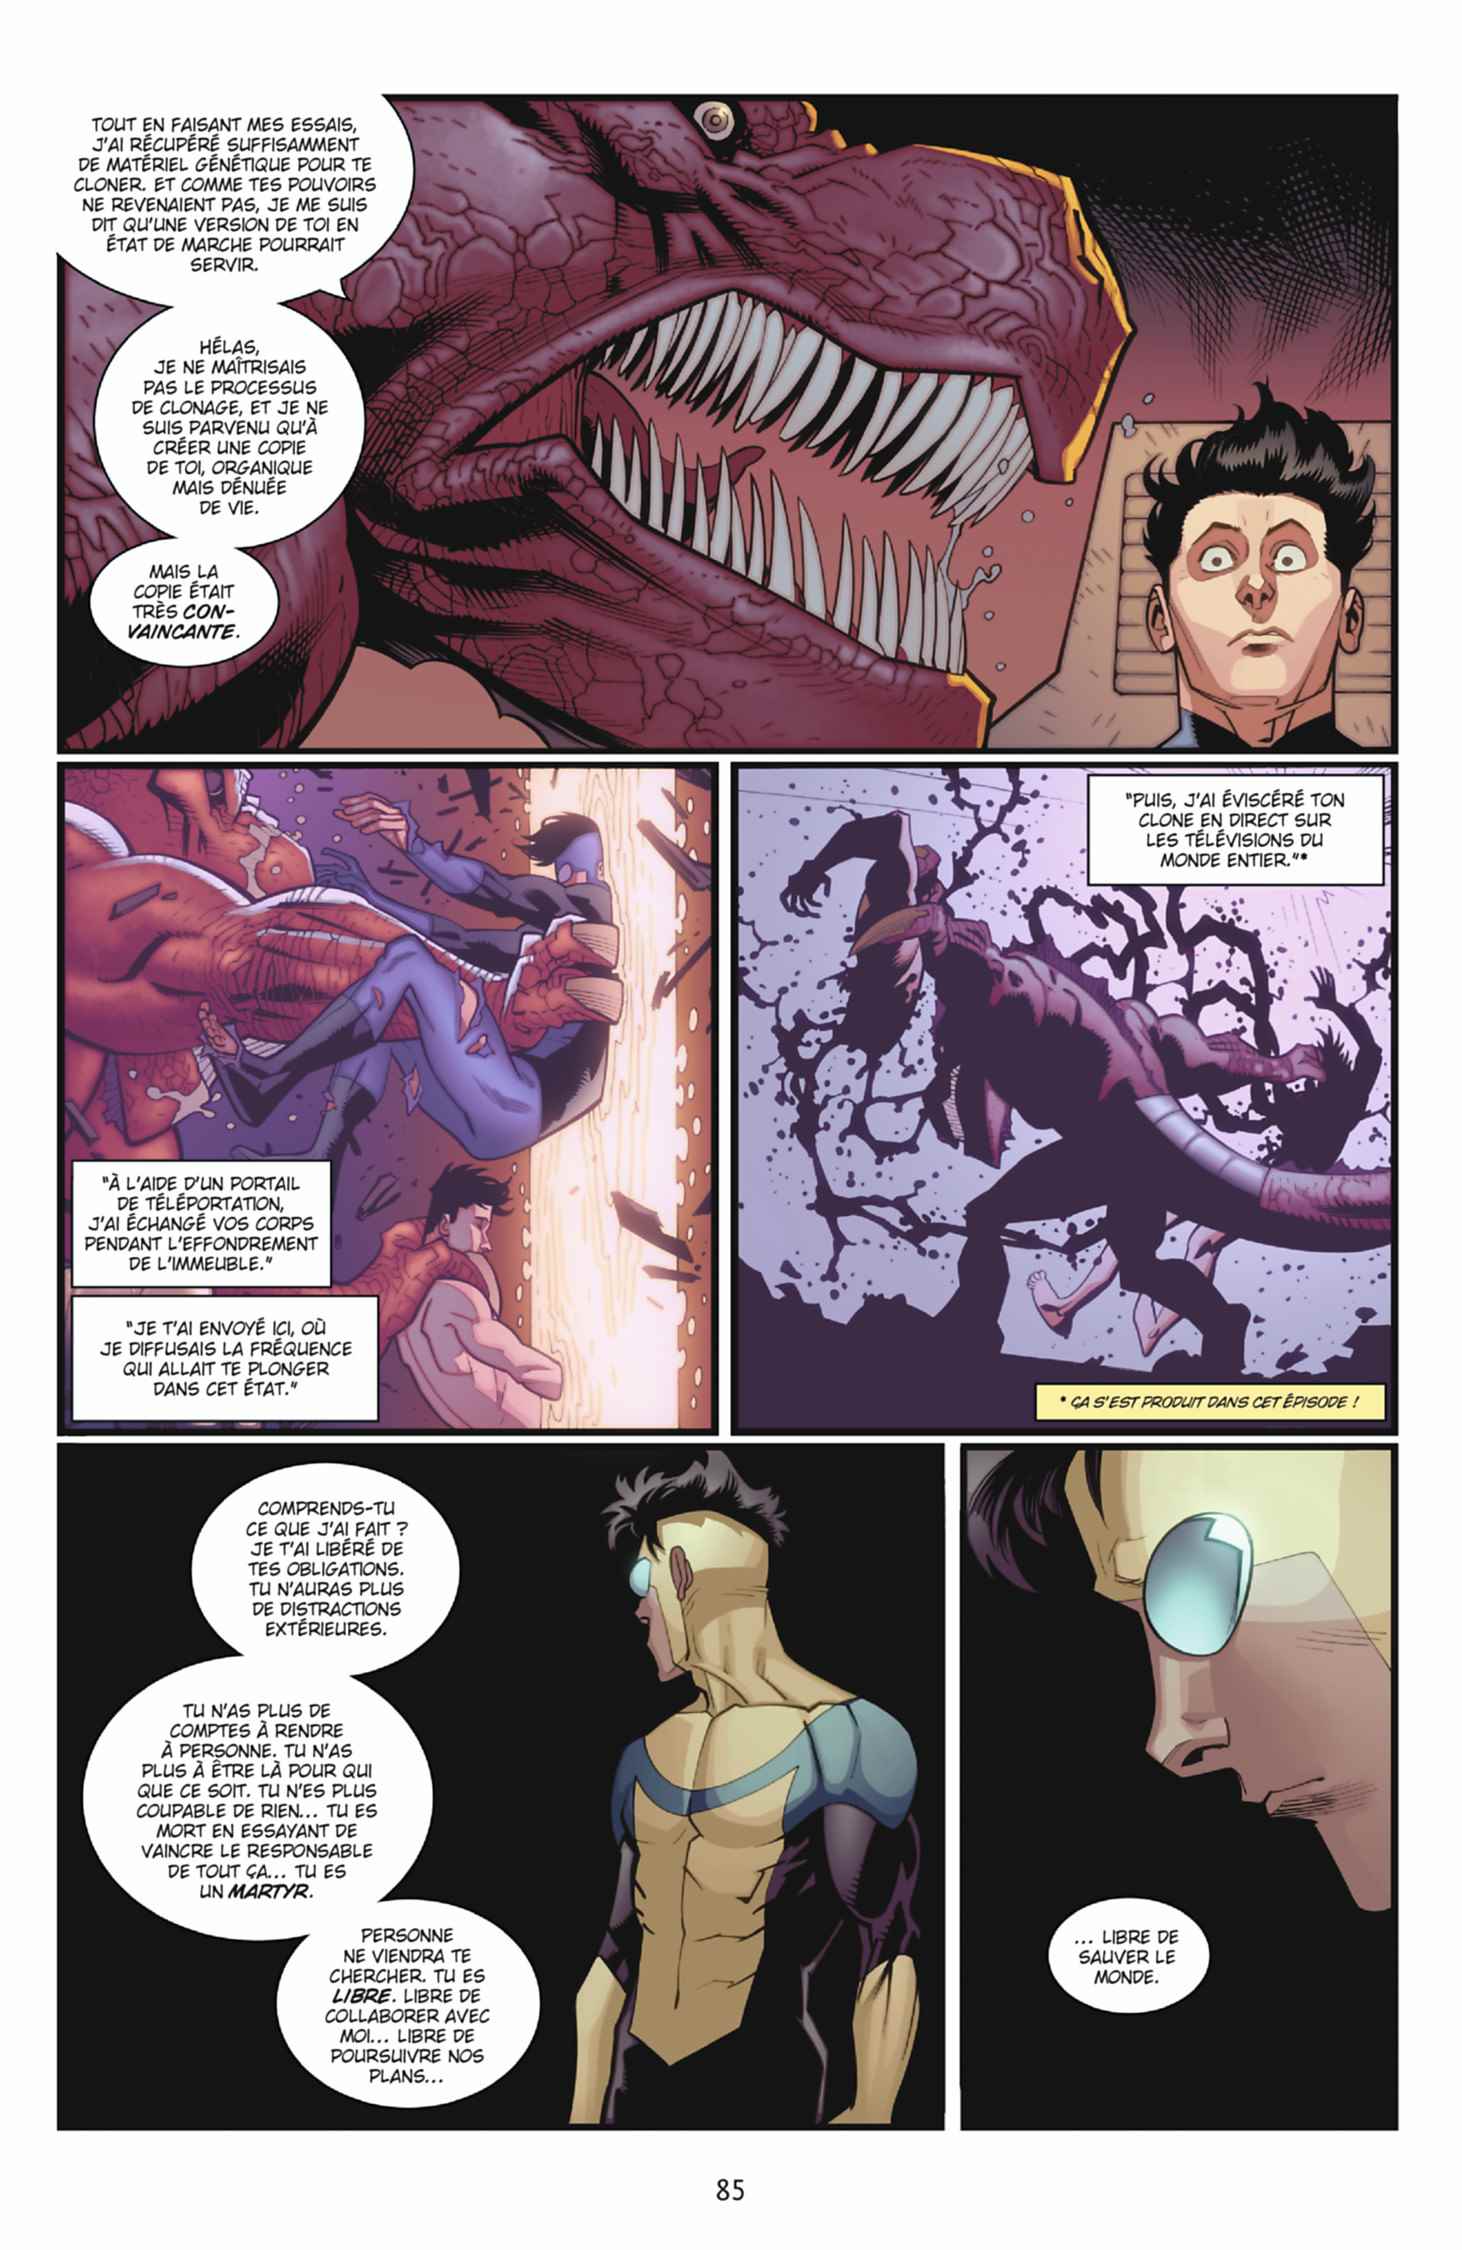 TOUT EN FAISANT MES ESSAIS,
J'AI RÉCUPÉRÉ SUFFISAMMENT
DE MATÉRIEL GÉNÉTIQUE POUR TE
CLONER. ET COMME TES POUVOIRS
NE REVENAIENT PAS, JE ME SUIS
DIT QU'UNE VERSION DE TOI EN
ÉTAT DE MARCHE POURRAIT
SERVIR.
HÉLAS,
JE NE MAÎTRISAIS
PAS LE PROCESSUS
DE CLONAGE, ET JE NE
SUIS PARVENU QU'À
CRÉER UNE COPIE
DE TOI, ORGANIQUE
MAIS DÉNUÉE
DE VIE.
MAIS LA
COPIE ÉTAIT
TRÈS CON-
VAINCANTE.
"À L'AIDE D'UN PORTAIL
DE TÉLÉPORTATION,
J'AI ÉCHANGÉ VOS CORPS
PENDANT L'EFFONDREMENT
DE L'IMMEUBLE."
"JE T'AI ENVOYÉ ICI, OÙ
JE DIFFUSAIS LA FRÉQUENCE
QUI ALLAIT TE PLONGER
DANS CET ÉTAT."
"PUIS, J'AI ÉVISCÉRÉ TON
CLONE EN DIRECT SUR
LES TÉLÉVISIONS DU
MONDE ENTIER."*
* ÇA S'EST PRODUIT DANS CET ÉPISODE !
COMPRENDS-TU
CE QUE J'AI FAIT ?
JE T'AI LIBÉRÉ DE
TES OBLIGATIONS.
TU N'AURAS PLUS
DE DISTRACTIONS
EXTÉRIEURES.
TU N'AS PLUS DE
COMPTES À RENDRE
À PERSONNE. TU N'AS
PLUS À ÊTRE LÀ POUR QUI
QUE CE SOIT. TU N'ES PLUS
COUPABLE DE RIEN... TU ES
MORT EN ESSAYANT DE
VAINCRE LE RESPONSABLE
DE TOUT ÇA... TU ES
UN MARTYR.
PERSONNE
NE VIENDRA TE
CHERCHER. TU ES
LIBRE. LIBRE DE
COLLABORER AVEC
MOI... LIBRE DE
POURSUIVRE NOS
PLANS...
... LIBRE DE
SAUVER LE
MONDE.
85